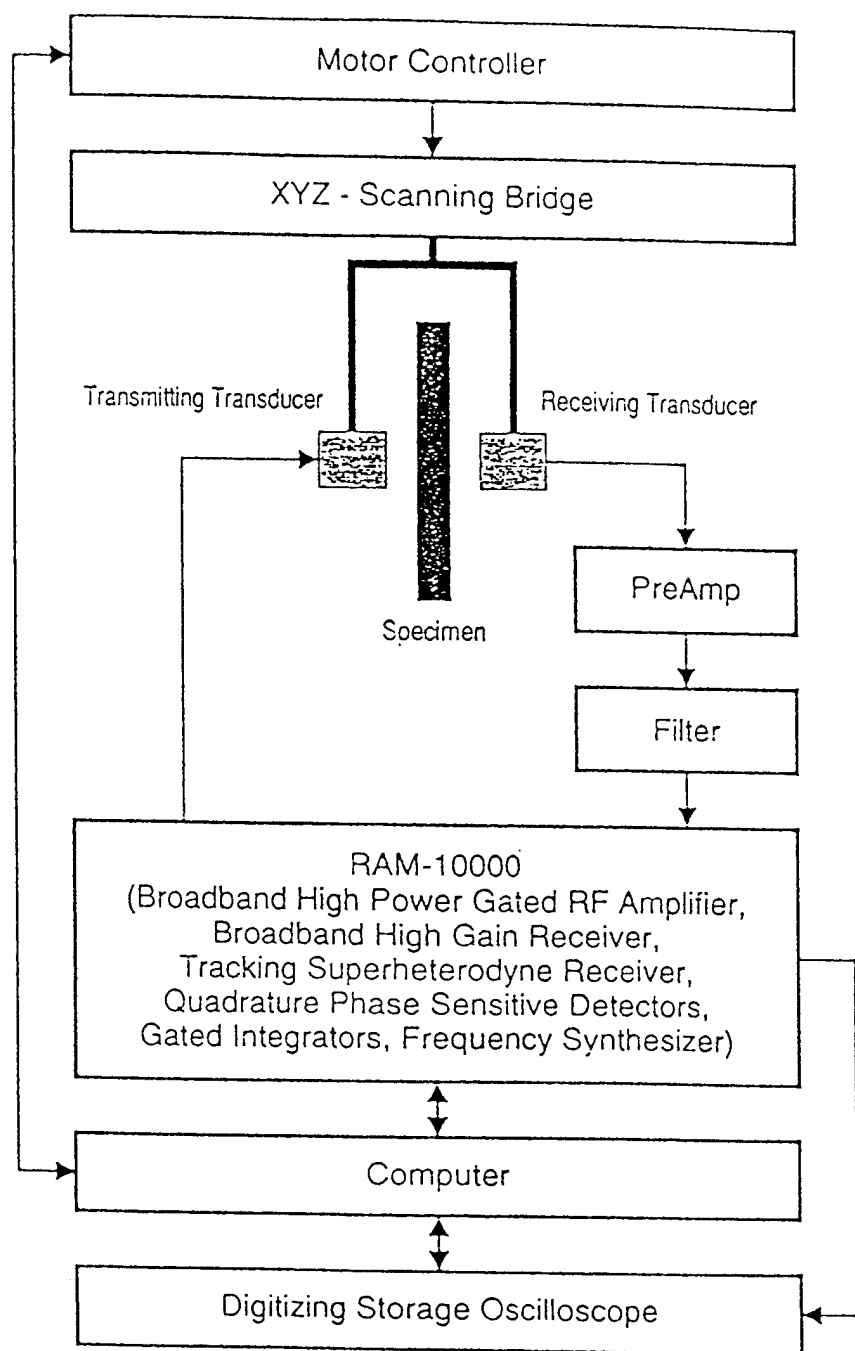 Motor Controller
XYZ - Scanning Bridge
Transmitting Transducer
Receiving Transducer
PreAmp
Specimen
Filter
RAM-10000
(Broadband High Power Gated RF Amplifier,
Broadband High Gain Receiver,
Tracking Superheterodyne Receiver,
Quadrature Phase Sensitive Detectors,
Gated Integrators, Frequency Synthesizer)
Computer
Digitizing Storage Oscilloscope